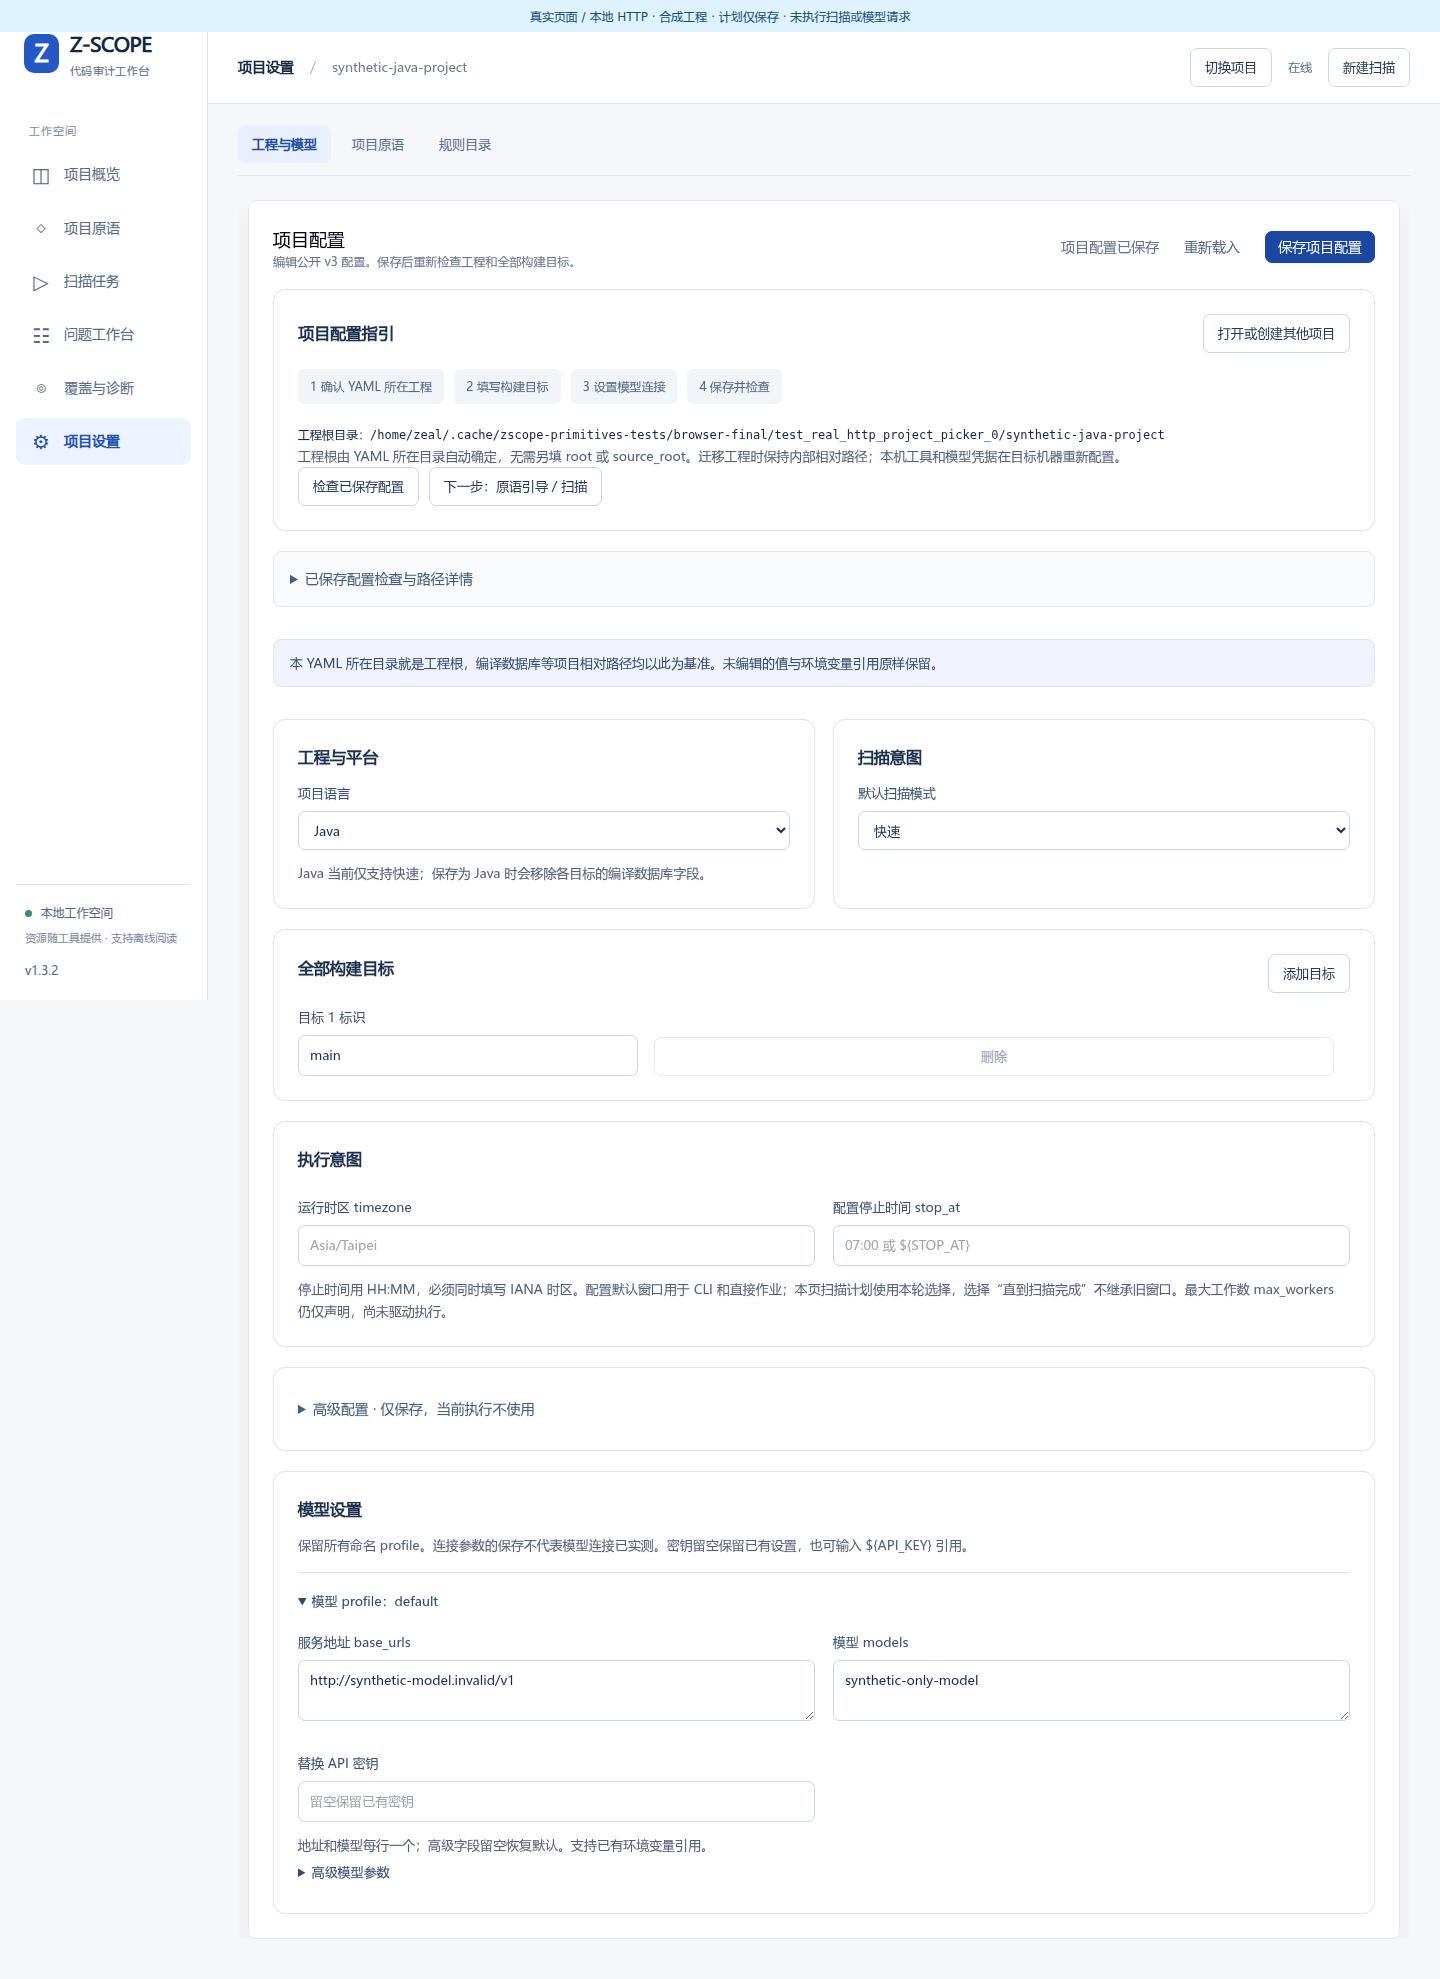 真实页面 / 本地 HTTP · 合成工程 · 计划仅保存 · 未执行扫描或模型请求
Z
Z-SCOPE
代码审计工作台
工作空间
项目概览
项目原语
扫描任务
问题工作台
覆盖与诊断
项目设置
本地工作空间
资源随工具提供 · 支持离线阅读
v1.3.2
项目设置 / synthetic-java-project
切换项目 在线 新建扫描
工程与模型 项目原语 规则目录
项目配置
编辑公开 v3 配置。保存后重新检查工程和全部构建目标。
项目配置已保存 重新载入 保存项目配置
项目配置指引
打开或创建其他项目
1 确认 YAML 所在工程 2 填写构建目标 3 设置模型连接 4 保存并检查
工程根目录：/home/zeal/.cache/zscope-primitives-tests/browser-final/test_real_http_project_picker_0/synthetic-java-project
工程根由 YAML 所在目录自动确定，无需另填 root 或 source_root。迁移工程时保持内部相对路径；本机工具和模型凭据在目标机器重新配置。
检查已保存配置 下一步：原语引导 / 扫描
▶ 已保存配置检查与路径详情
本 YAML 所在目录就是工程根，编译数据库等项目相对路径均以此为基准。未编辑的值与环境变量引用原样保留。
工程与平台
项目语言
Java
Java 当前仅支持快速；保存为 Java 时会移除各目标的编译数据库字段。
扫描意图
默认扫描模式
快速
全部构建目标
添加目标
目标 1 标识
main
删除
执行意图
运行时区 timezone
Asia/Taipei
配置停止时间 stop_at
07:00 或 ${STOP_AT}
停止时间用 HH:MM，必须同时填写 IANA 时区。配置默认窗口用于 CLI 和直接作业；本页扫描计划使用本轮选择，选择“直到扫描完成”不继承旧窗口。最大工作数 max_workers
仍仅声明，尚未驱动执行。
▶ 高级配置 · 仅保存，当前执行不使用
模型设置
保留所有命名 profile。连接参数的保存不代表模型连接已实测。密钥留空保留已有设置，也可输入 ${API_KEY} 引用。
▼ 模型 profile：default
服务地址 base_urls
http://synthetic-model.invalid/v1
模型 models
synthetic-only-model
替换 API 密钥
留空保留已有密钥
地址和模型每行一个；高级字段留空恢复默认。支持已有环境变量引用。
▶ 高级模型参数